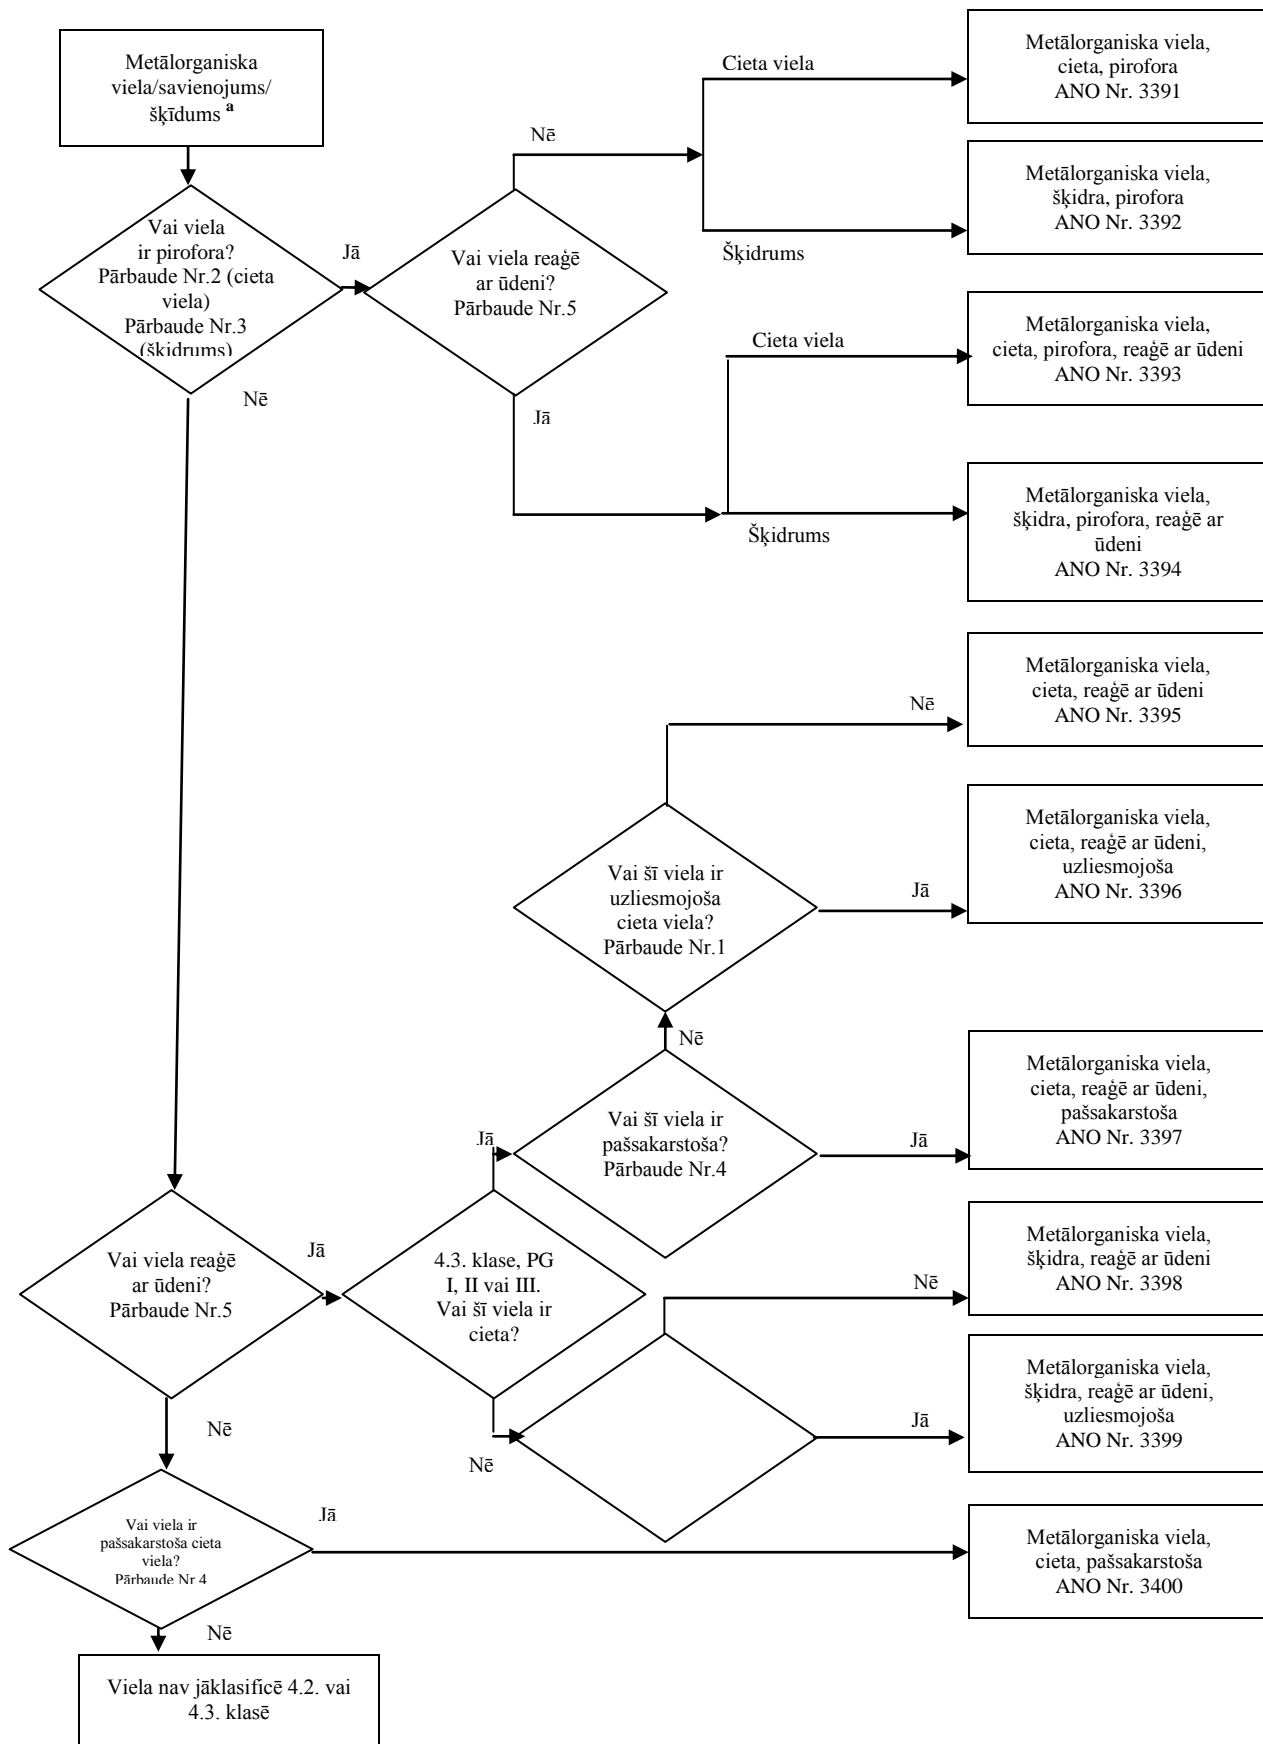 Metālorganiska
viela/savienojums/
šķīdums a
Vai viela
ir pirofora?
Pārbaude Nr.2 (cieta
viela)
Pārbaude Nr.3
(šķidrums)
Jā
Nē
Vai viela reaģē
ar ūdeni?
Pārbaude Nr.5
Nē
Cieta viela
Metālorganiska viela,
cieta, pirofora
ANO Nr. 3391
Šķidrums
Metālorganiska viela,
šķidra, pirofora
ANO Nr. 3392
Jā
Cieta viela
Metālorganiska viela,
cieta, pirofora, reaģē ar ūdeni
ANO Nr. 3393
Šķidrums
Metālorganiska viela,
šķidra, pirofora, reaģē ar
ūdeni
ANO Nr. 3394
Nē
Metālorganiska viela,
cieta, reaģē ar ūdeni
ANO Nr. 3395
Vai šī viela ir
uzliesmojoša
cieta viela?
Pārbaude Nr.1
Jā
Metālorganiska viela,
cieta, reaģē ar ūdeni,
uzliesmojoša
ANO Nr. 3396
Nē
Vai šī viela ir
pašsakarstoša?
Pārbaude Nr.4
Jā
Jā
Metālorganiska viela,
cieta, reaģē ar ūdeni,
pašsakarstoša
ANO Nr. 3397
Vai viela reaģē
ar ūdeni?
Pārbaude Nr.5
Jā
4.3. klase, PG
I, II vai III.
Vai šī viela ir
cieta?
Nē
Metālorganiska viela,
šķidra, reaģē ar ūdeni
ANO Nr. 3398
Nē
Nē
Jā
Metālorganiska viela,
šķidra, reaģē ar ūdeni,
uzliesmojoša
ANO Nr. 3399
Vai viela ir
pašsakarstoša cieta
viela?
Pārbaude Nr.4
Jā
Metālorganiska viela,
cieta, pašsakarstoša
ANO Nr. 3400
Nē
Viela nav jāklasificē 4.2. vai
4.3. klasē